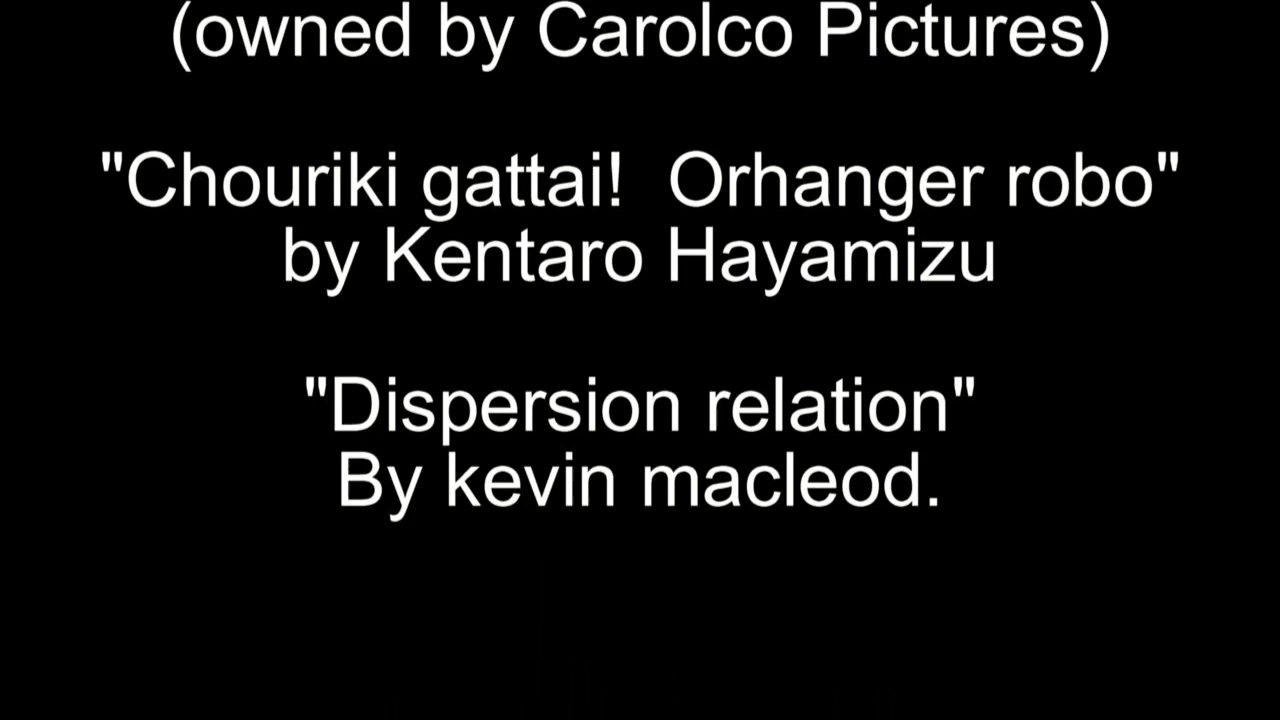 (owned by Carolco Pictures)
"Chouriki gattai!  Orhanger robo"
by Kentaro Hayamizu
"Dispersion relation"
By kevin macleod.